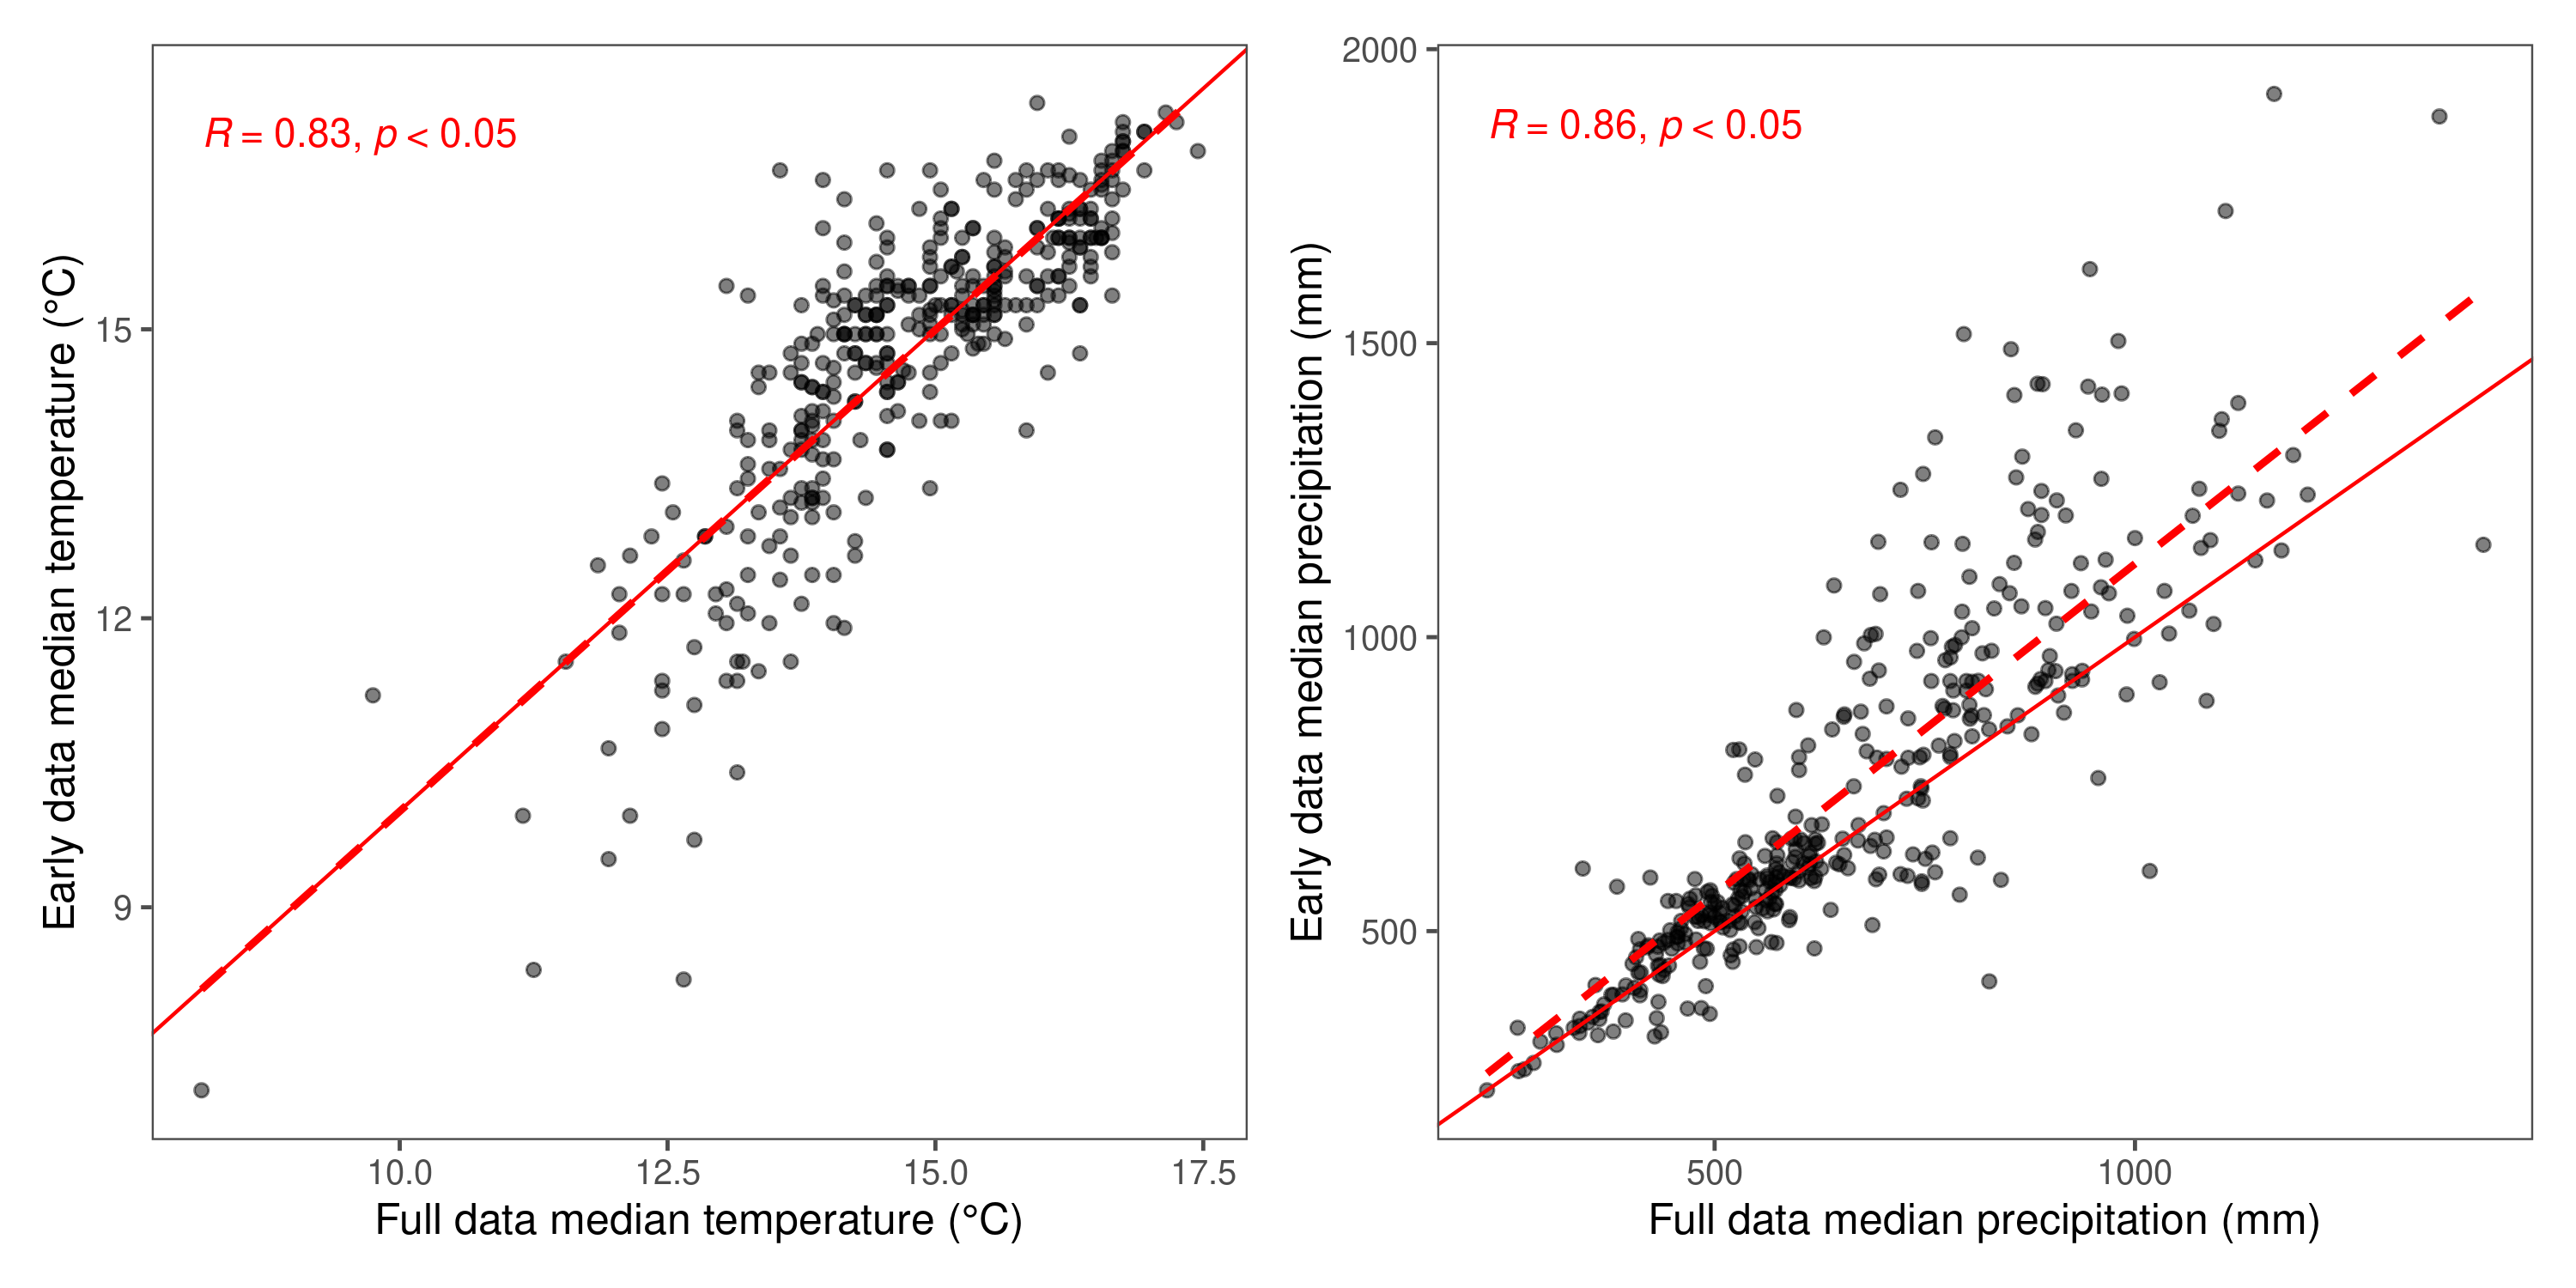 R = 0.83, p < 0.05
Early data median temperature (°C)
15
12
9
10.0 12.5 15.0 17.5
Full data median temperature (°C)
R = 0.86, p < 0.05
Early data median precipitation (mm)
2000
1500
1000
500
500 1000
Full data median precipitation (mm)